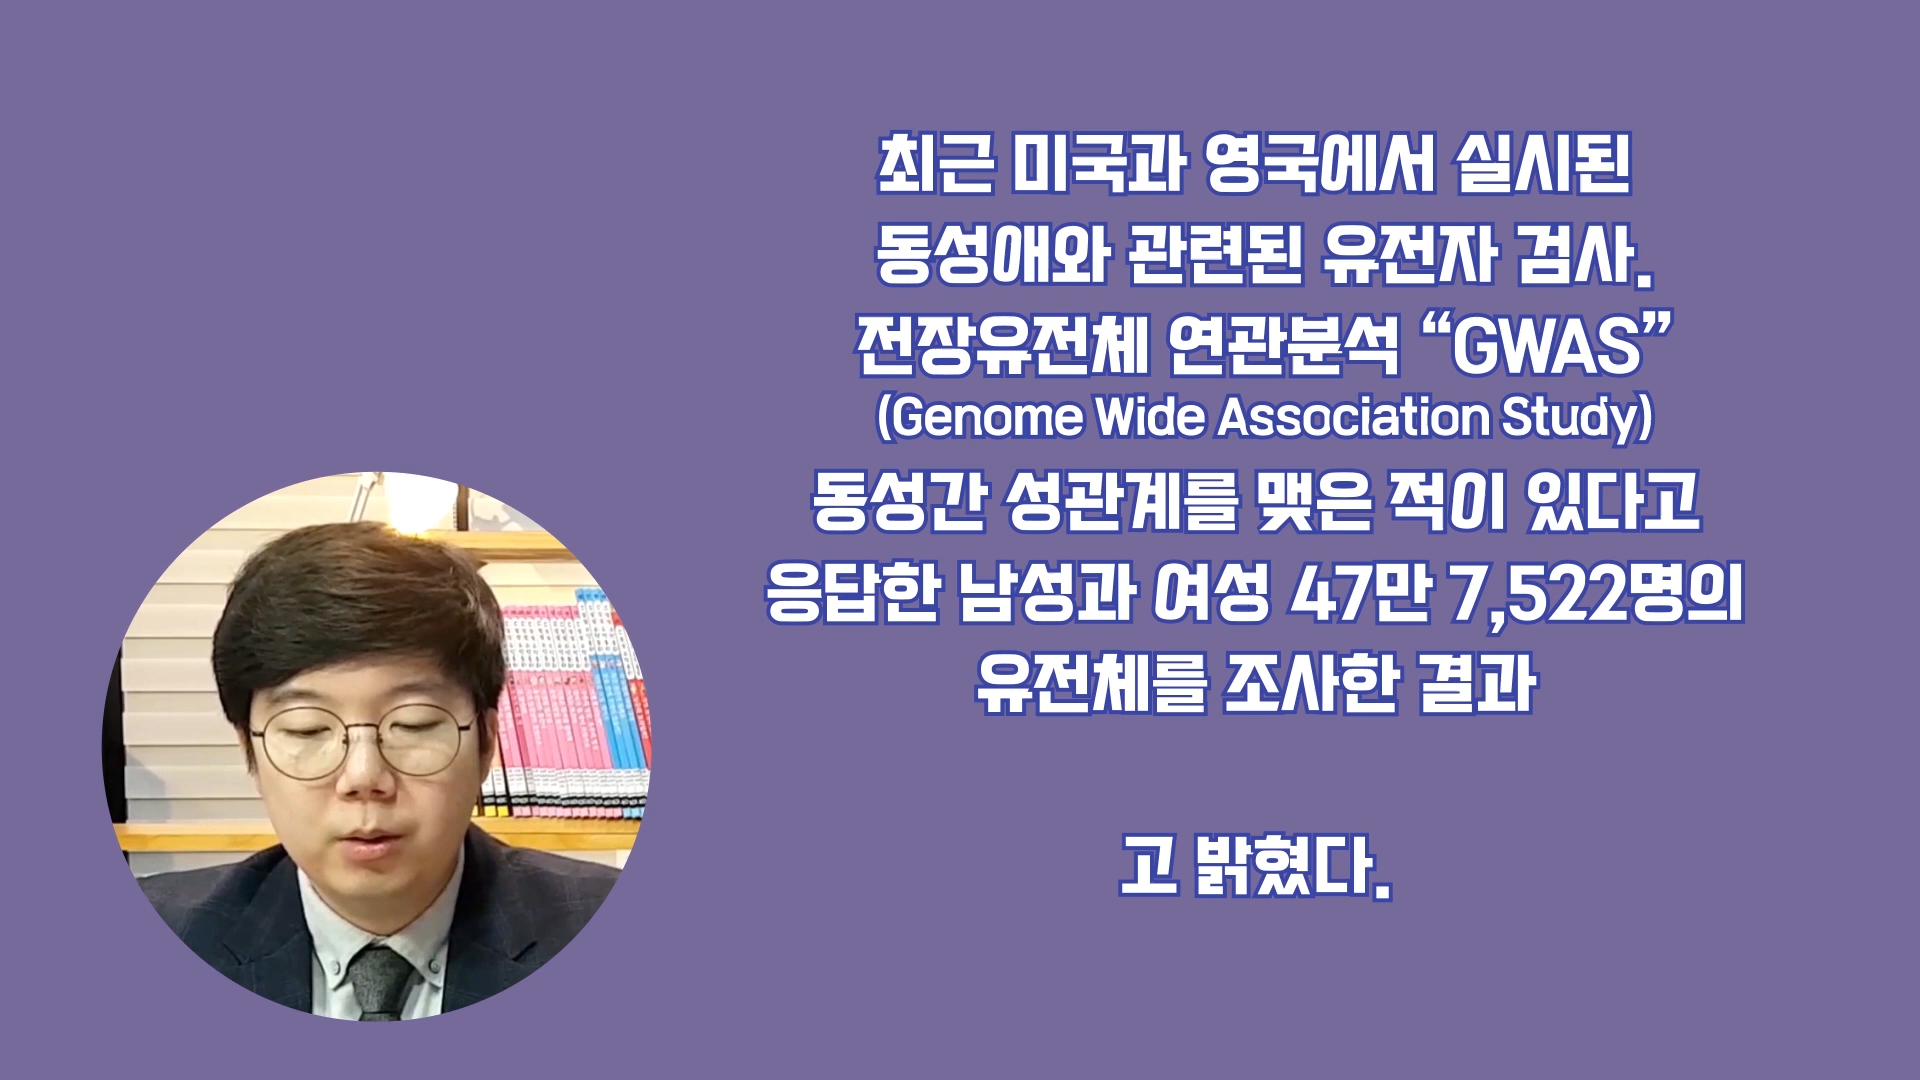 최근 미국과 영국에서 실시된
동성애와 관련된 유전자 검사.
전장유전체 연관분석 “GWAS”
(Genome Wide Association Study)
동성간 성관계를 맺은 적이 있다고
응답한 남성과 여성 47만 7,522명의
유전체를 조사한 결과
고 밝혔다.